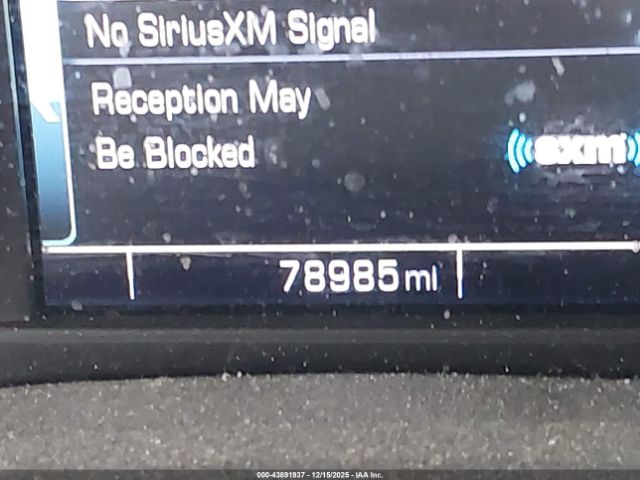 No SiriusXM Signal
Reception May
Be Blocked
sxm
78985 mi
000-43891937 - 12/15/2025 - IAA Inc.